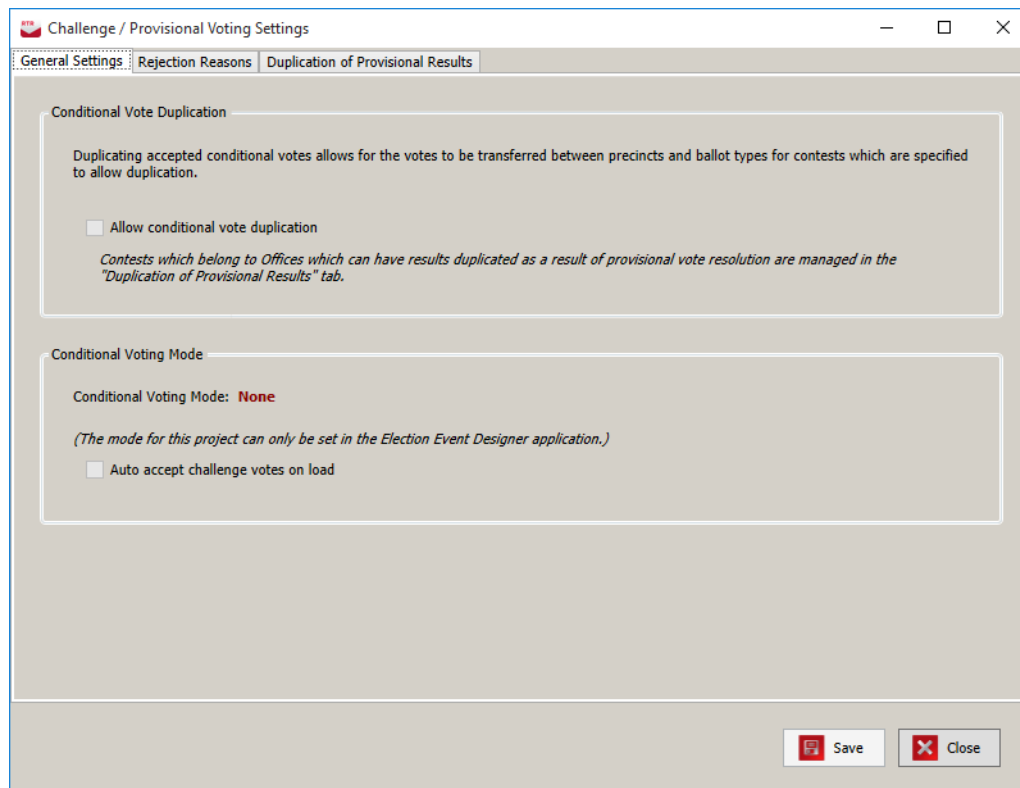 RTR
Challenge / Provisional Voting Settings
General Settings Rejection Reasons Duplication of Provisional Results
Conditional Vote Duplication
Duplicating accepted conditional votes allows for the votes to be transferred between precincts and ballot types for contests which are specified
to allow duplication.
Allow conditional vote duplication
Contests which belong to Offices which can have results duplicated as a result of provisional vote resolution are managed in the
"Duplication of Provisional Results" tab.
Conditional Voting Mode
Conditional Voting Mode: None
(The mode for this project can only be set in the Election Event Designer application.)
Auto accept challenge votes on load
Save Close